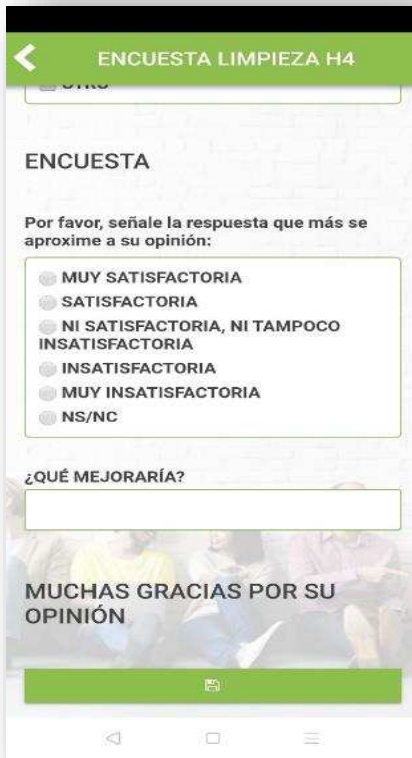 ENCUESTA LIMPIEZA H4
OTRO
ENCUESTA
Por favor, señale la respuesta que más se
aproxime a su opinión:
MUY SATISFACTORIA
SATISFACTORIA
NI SATISFACTORIA, NI TAMPOCO
INSATISFACTORIA
INSATISFACTORIA
MUY INSATISFACTORIA
NS/NC
¿QUÉ MEJORARÍA?
MUCHAS GRACIAS POR SU
OPINIÓN